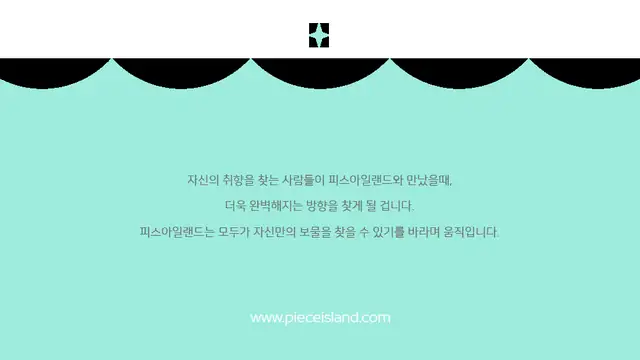 자신의 취향을 찾는 사람들이 피스아일랜드와 만났을때,
더욱 완벽해지는 방향을 찾게 될 겁니다.
피스아일랜드는 모두가 자신만의 보물을 찾을 수 있기를 바라며 움직입니다.
www.pieceisland.com